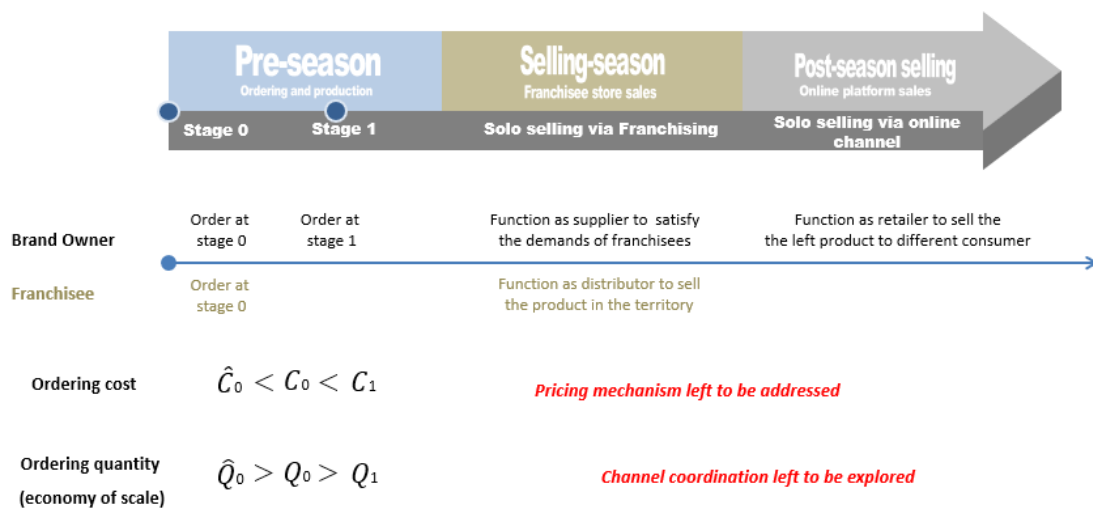 Pre-season
Ordering and production
Selling-season
Franchisee store sales
Post-season selling
Online platform sales
Stage 0
Stage 1
Solo selling via Franchising
Solo selling via online
channel
Brand Owner
Order at
stage 0
Order at
stage 1
Function as supplier to satisfy
the demands of franchisees
Function as retailer to sell the
the left product to different consumer
Franchisee
Order at
stage 0
Function as distributor to sell
the product in the territory
Ordering cost
Ĉ₀ < C₀ < C₁
Pricing mechanism left to be addressed
Ordering quantity
(economy of scale)
Q̂₀ > Q₀ > Q₁
Channel coordination left to be explored